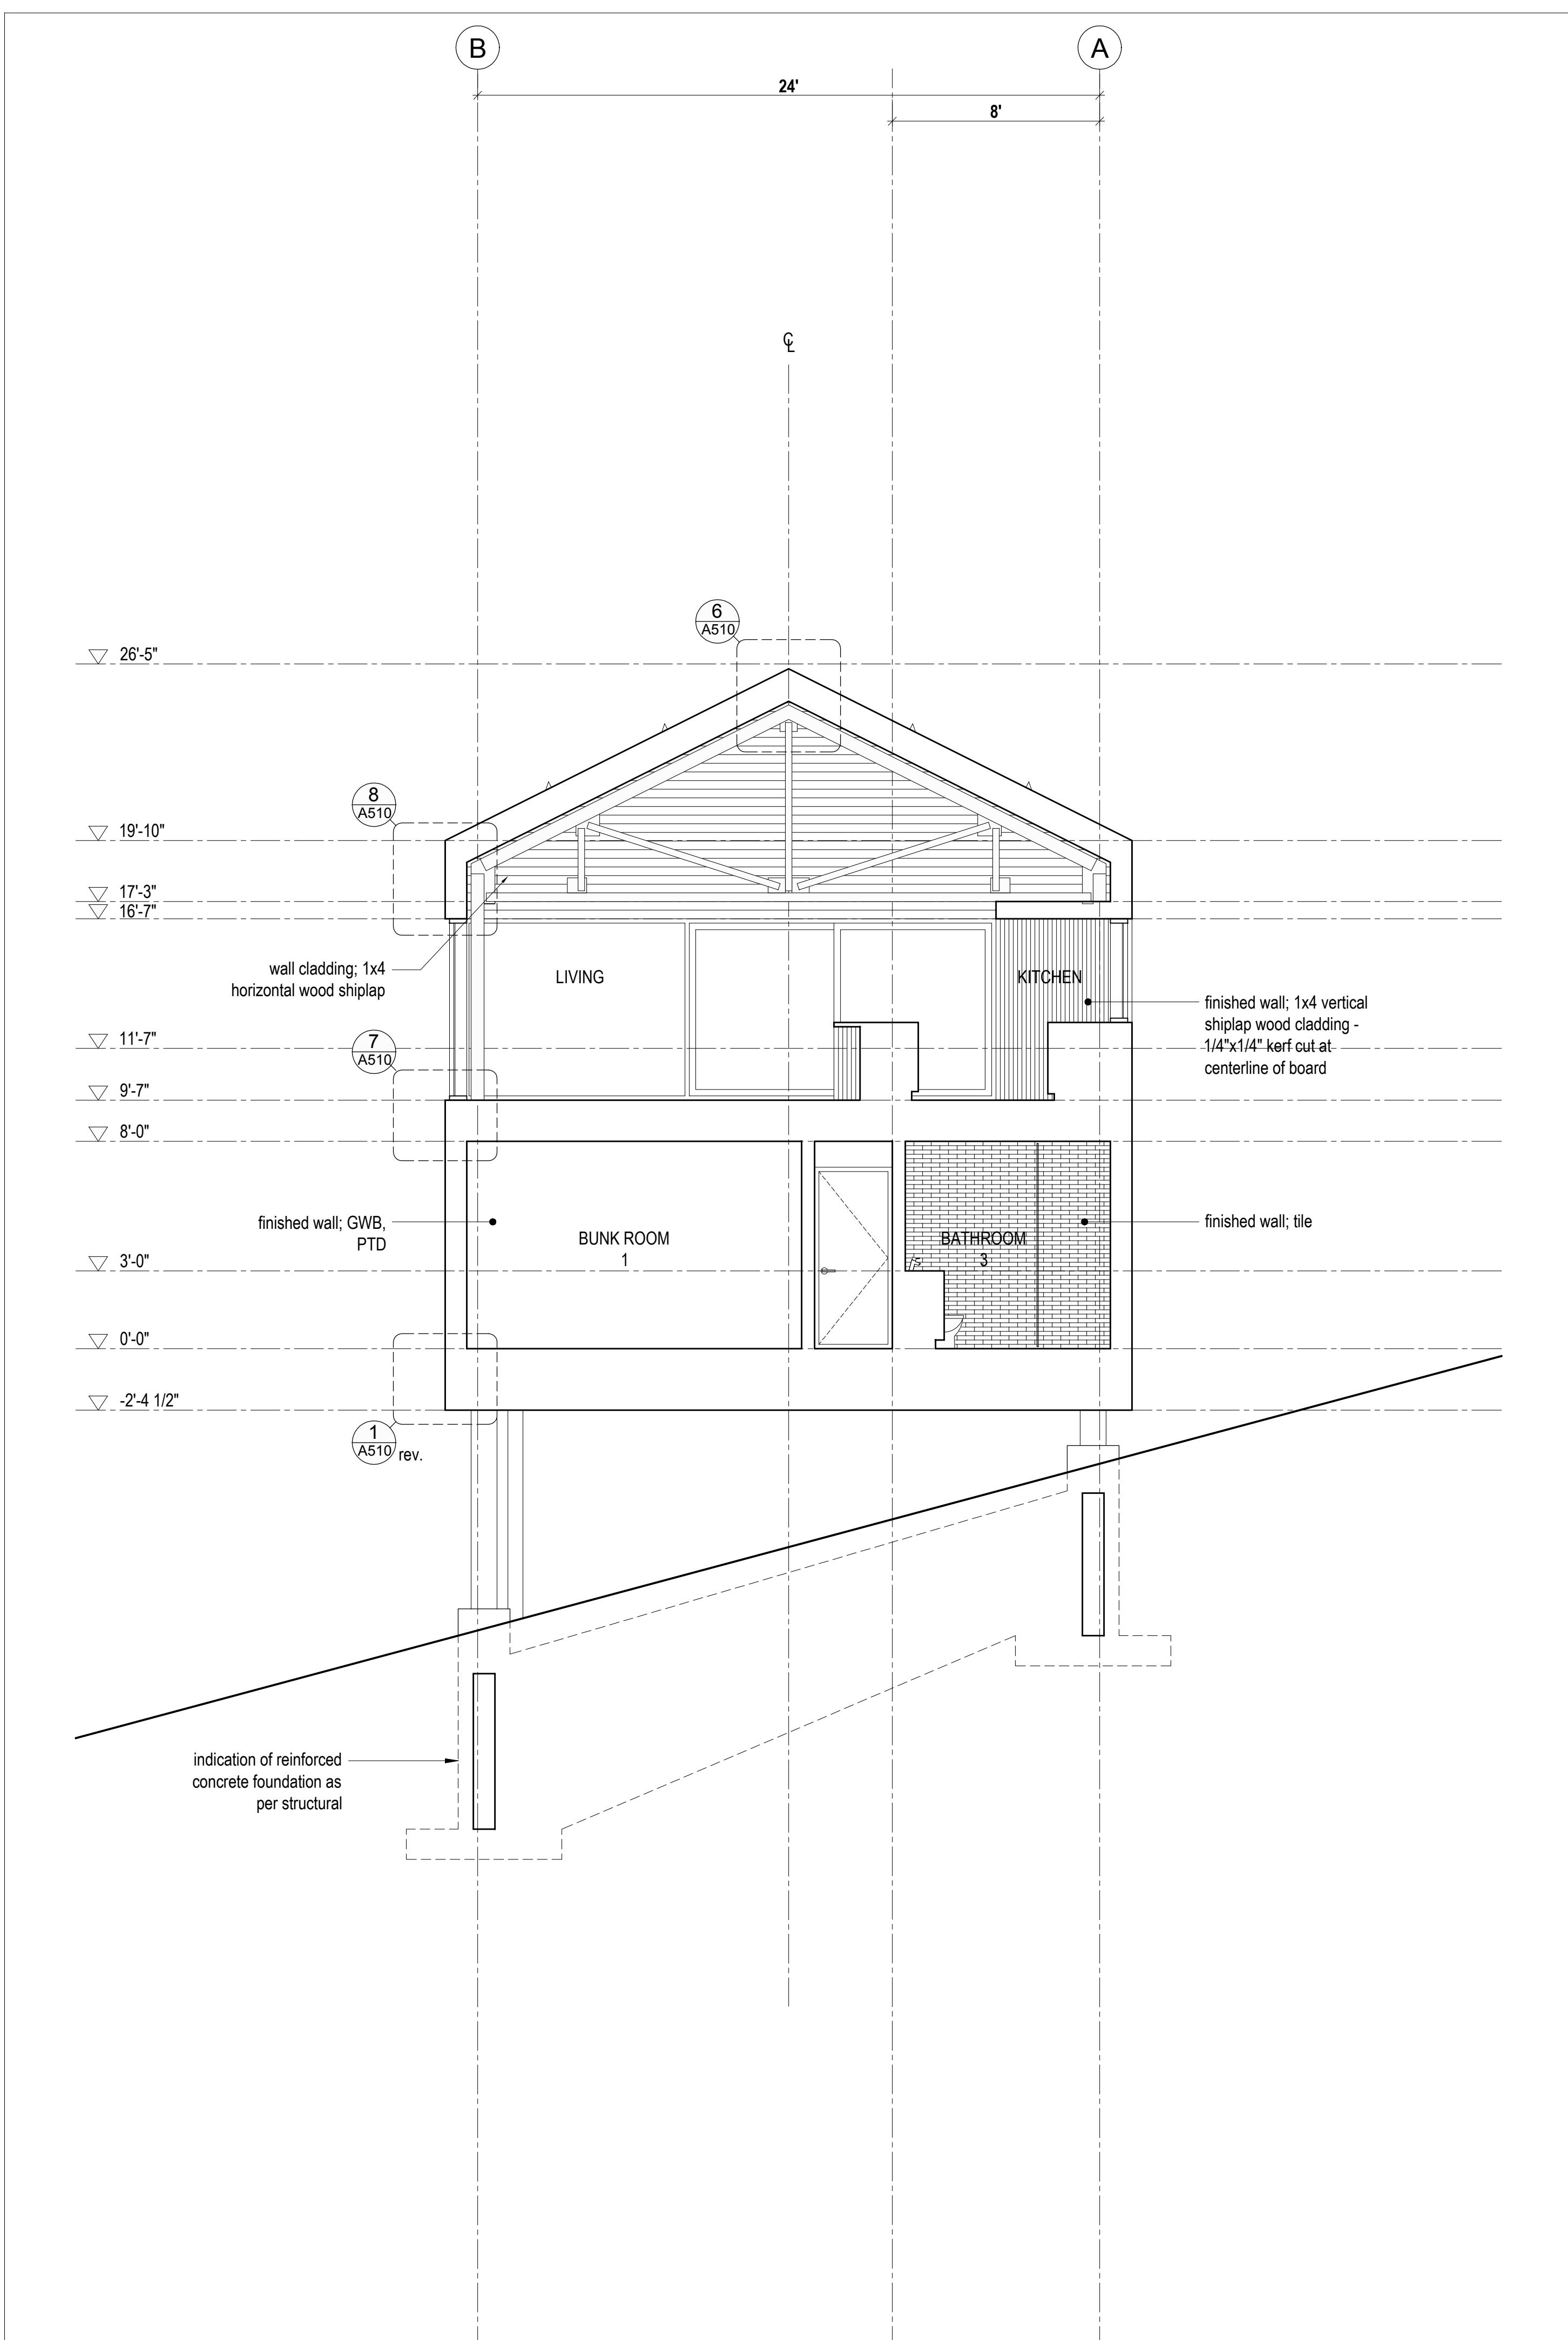 B
A
24'
8'
CL
6
A510
26'-5"
8
A510
19'-10"
17'-3"
16'-7"
wall cladding; 1x4
horizontal wood shiplap
LIVING
KITCHEN
finished wall; 1x4 vertical
shiplap wood cladding -
1/4"x1/4" kerf cut at
centerline of board
7
A510
11'-7"
9'-7"
8'-0"
finished wall; GWB,
PTD
BUNK ROOM
1
BATHROOM
3
finished wall; tile
3'-0"
0'-0"
-2'-4 1/2"
1
A510
rev.
indication of reinforced
concrete foundation as
per structural